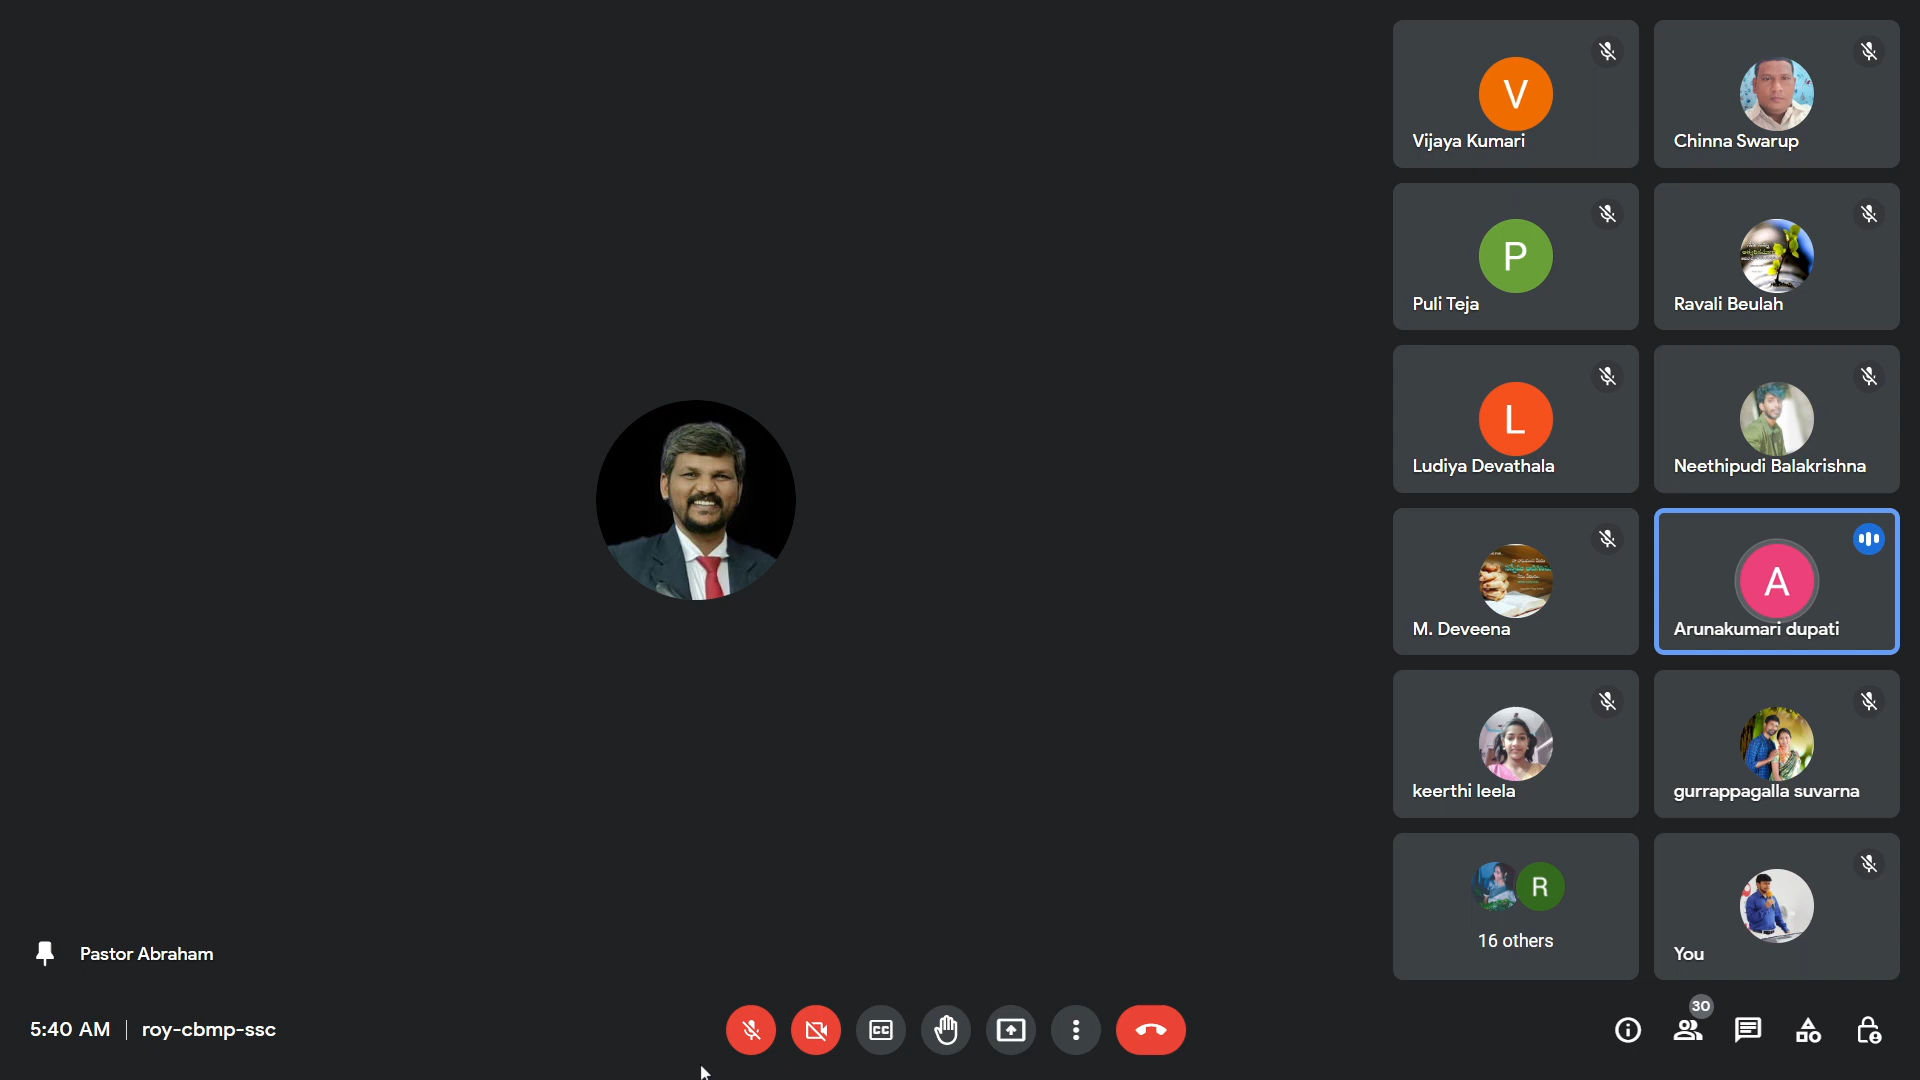 V
Vijaya Kumari
Chinna Swarup
P
Puli Teja
Ravali Beulah
L
Ludiya Devathala
Neethipudi Balakrishna
M. Deveena
A
Arunakumari dupati
keerthi leela
gurrappagalla suvarna
R
16 others
You
Pastor Abraham
5:40 AM | roy-cbmp-ssc
CC
30